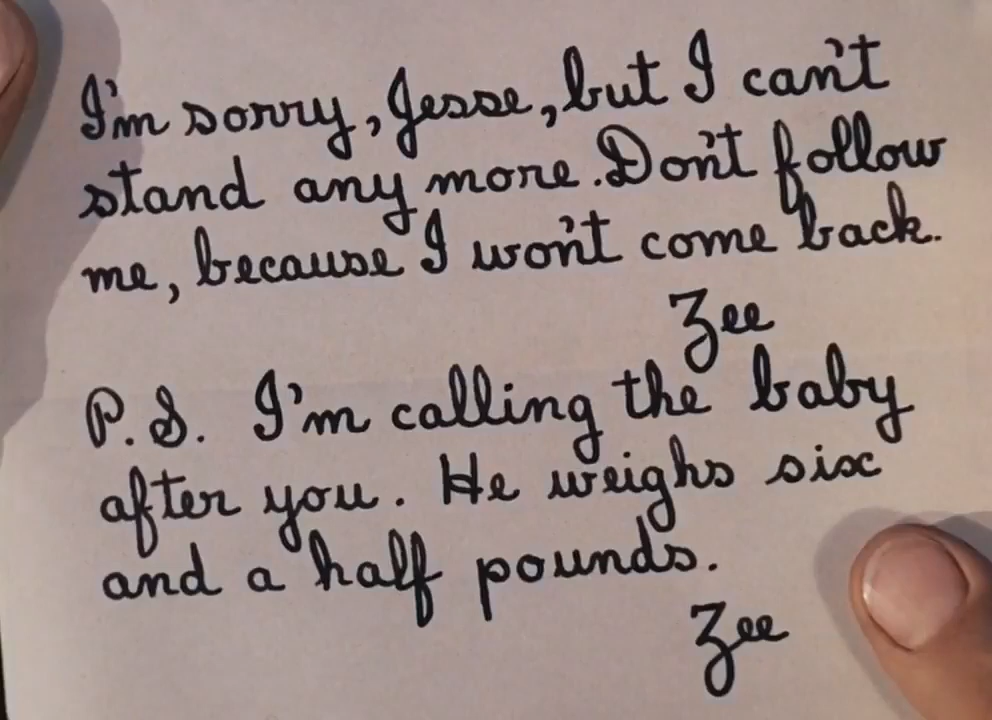 I'm sorry, Jesse, but I can't
stand any more. Don't follow
me, because I won't come back.
Zee
P.S. I'm calling the baby
after you. He weighs six
and a half pounds.
Zee